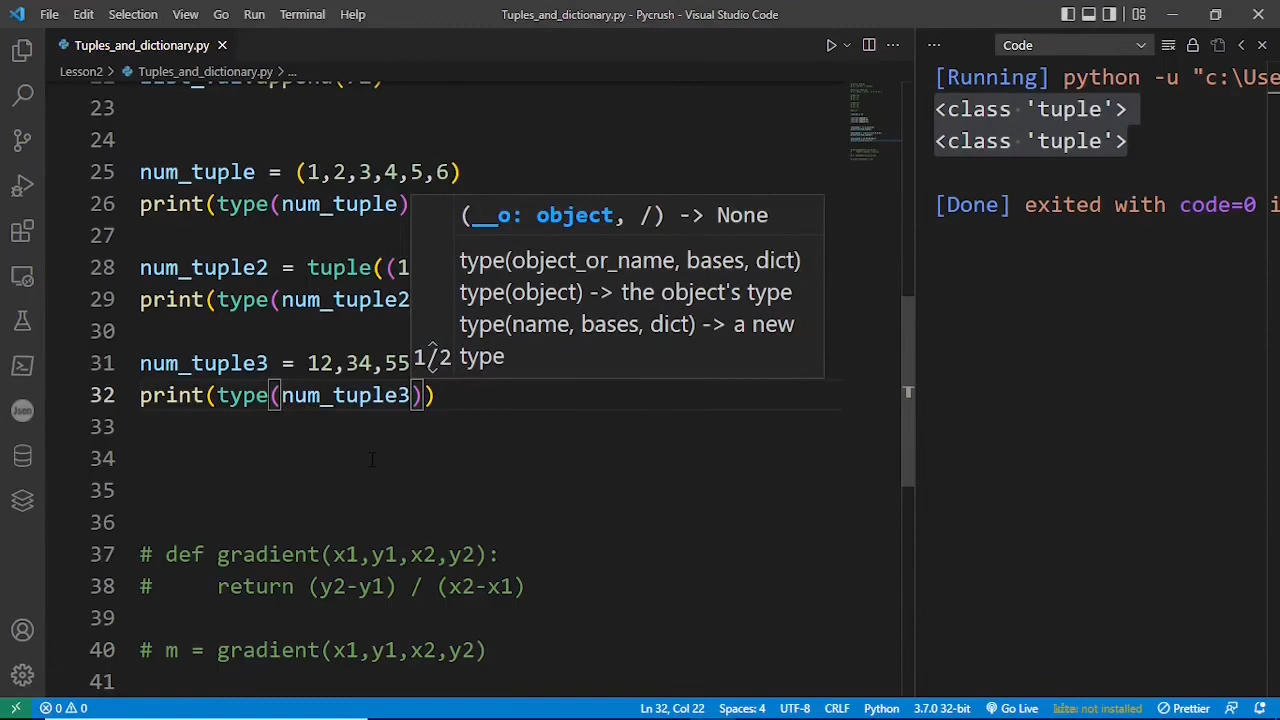 File Edit Selection View Go Run Terminal Help
Tuples_and_dictionary.py - Pycrush - Visual Studio Code
Tuples_and_dictionary.py
Lesson2 > Tuples_and_dictionary.py > ...
23
24
25 num_tuple = (1,2,3,4,5,6)
26 print(type(num_tuple)
27
28 num_tuple2 = tuple((1
29 print(type(num_tuple2
30
31 num_tuple3 = 12,34,55
32 print(type(num_tuple3))
33
34
35
36
37 # def gradient(x1,y1,x2,y2):
38 #     return (y2-y1) / (x2-x1)
39
40 # m = gradient(x1,y1,x2,y2)
41
(__o: object, /) -> None
type(object_or_name, bases, dict)
type(object) -> the object's type
type(name, bases, dict) -> a new
1/2 type
Code
[Running] python -u "c:\Use
<class 'tuple'>
<class 'tuple'>
[Done] exited with code=0 i
Json
0 0
Ln 32, Col 22 Spaces: 4 UTF-8 CRLF Python 3.7.0 32-bit Go Live kite: not installed Prettier